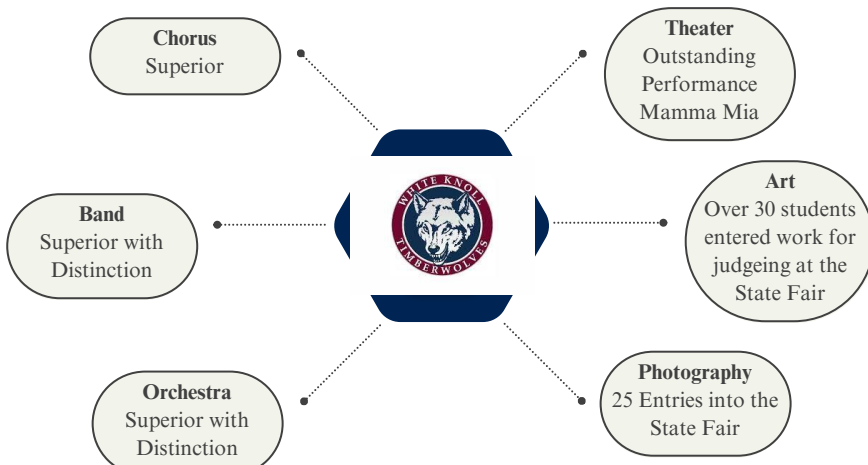 Chorus
Superior
Theater
Outstanding
Performance
Mamma Mia
WHITE KNOLL
TIMBERWOLVES
Band
Superior with
Distinction
Art
Over 30 students
entered work for
judgeing at the
State Fair
Orchestra
Superior with
Distinction
Photography
25 Entries into the
State Fair